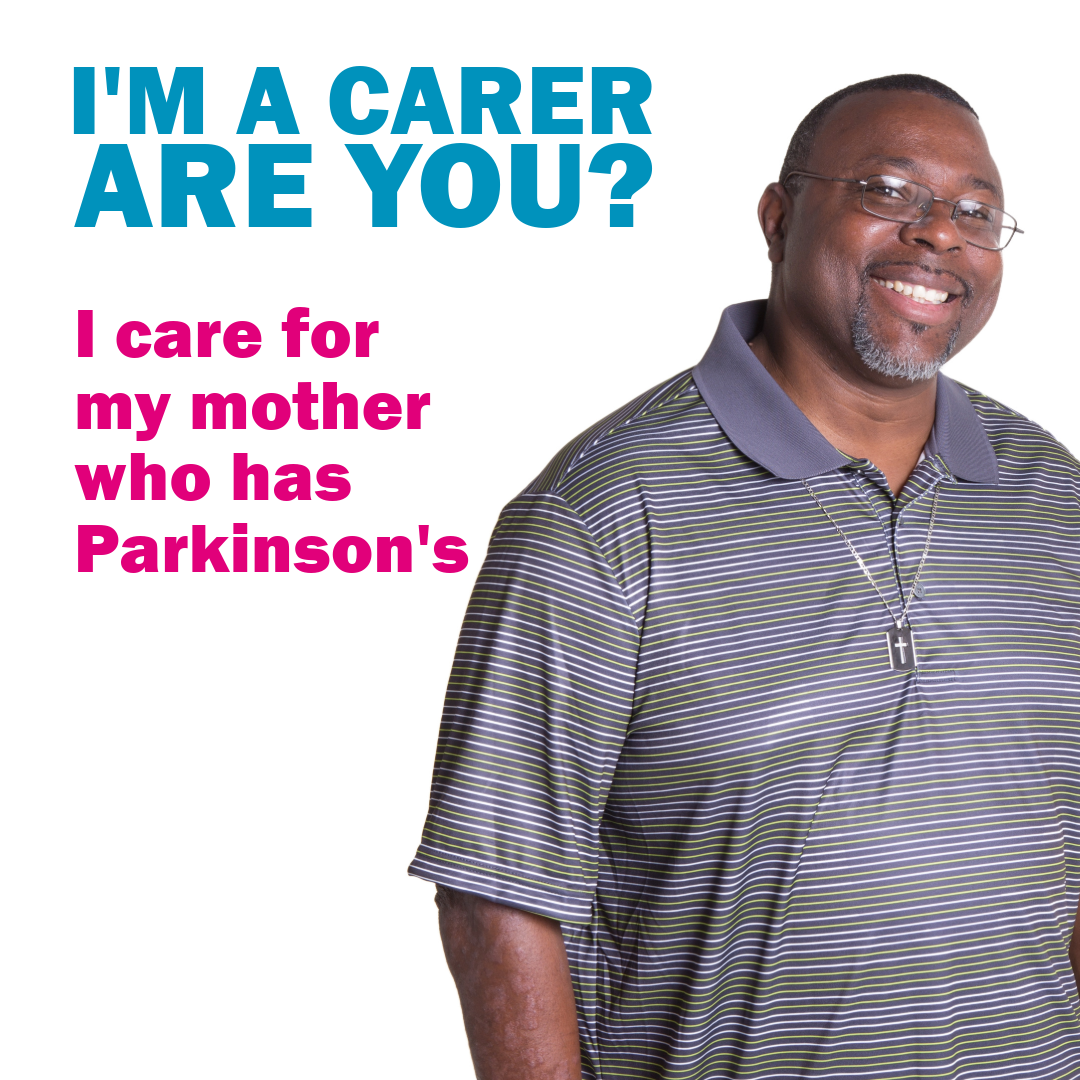 I'M A CARER
ARE YOU?
I care for
my mother
who has
Parkinson's